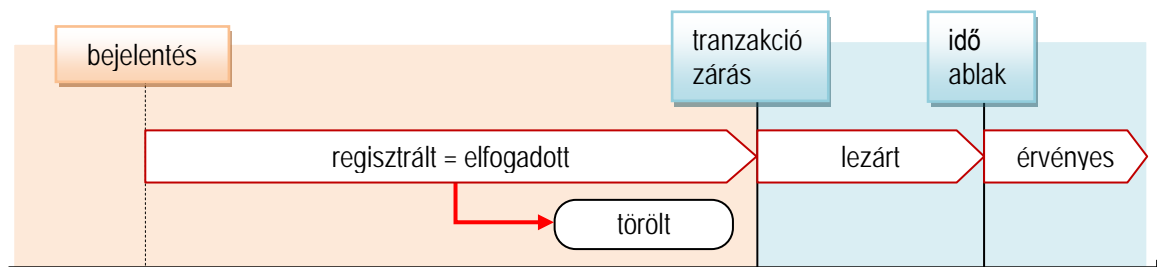 bejelentés
tranzakció
zárás
idő
ablak
regisztrált = elfogadott
lezárt
érvényes
törölt